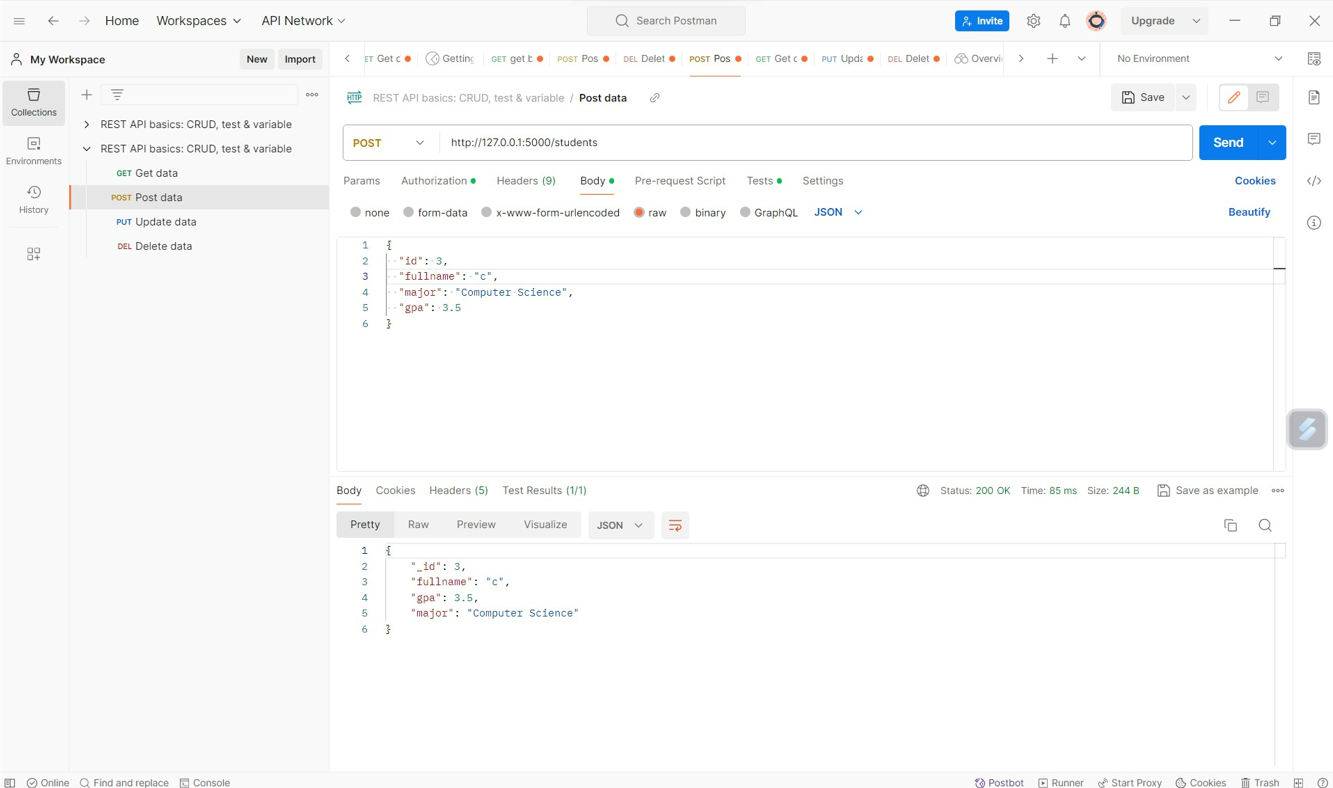 Home Workspaces API Network Search Postman Invite Upgrade
My Workspace New Import
GET get b POST Pos DEL Delet POST Pos GET Get c PUT Upda DEL Delet Overvi No Environment
Collections
Environments
History
REST API basics: CRUD, test & variable
REST API basics: CRUD, test & variable
GET Get data
POST Post data
PUT Update data
DEL Delete data
REST API basics: CRUD, test & variable / Post data Save
POST http://127.0.0.1:5000/students Send
Params Authorization Headers (9) Body Pre-request Script Tests Settings Cookies
none form-data x-www-form-urlencoded raw binary GraphQL JSON Beautify
1 {
2 "id": 3,
3 "fullname": "c",
4 "major": "Computer Science",
5 "gpa": 3.5
6 }
Body Cookies Headers (5) Test Results (1/1) Status: 200 OK Time: 85 ms Size: 244 B Save as example
Pretty Raw Preview Visualize JSON
1 {
2 "_id": 3,
3 "fullname": "c",
4 "gpa": 3.5,
5 "major": "Computer Science"
6 }
Online Find and replace Console Postbot Runner Start Proxy Cookies Trash